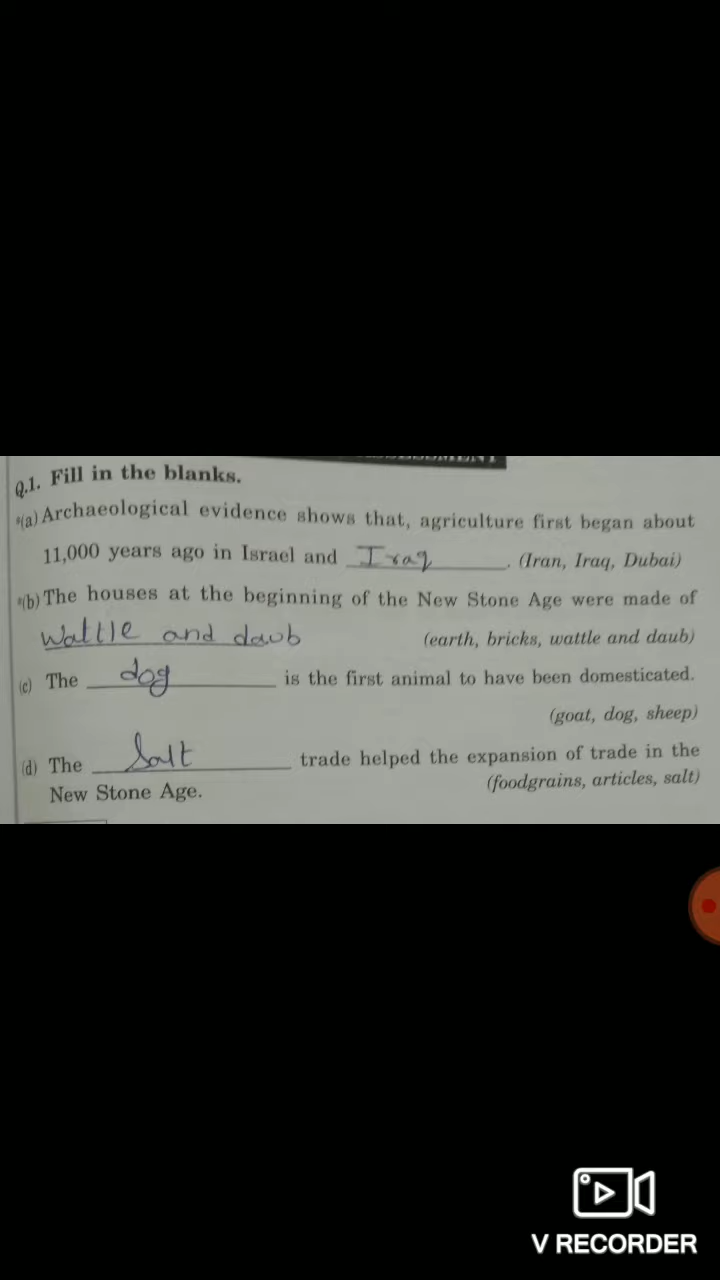 Q.1. Fill in the blanks.
*(a) Archaeological evidence shows that, agriculture first began about
11,000 years ago in Israel and Iraq. (Iran, Iraq, Dubai)
*(b) The houses at the beginning of the New Stone Age were made of
Wattle and daub (earth, bricks, wattle and daub)
(c) The dog is the first animal to have been domesticated.
(goat, dog, sheep)
(d) The Salt trade helped the expansion of trade in the
New Stone Age. (foodgrains, articles, salt)
V RECORDER